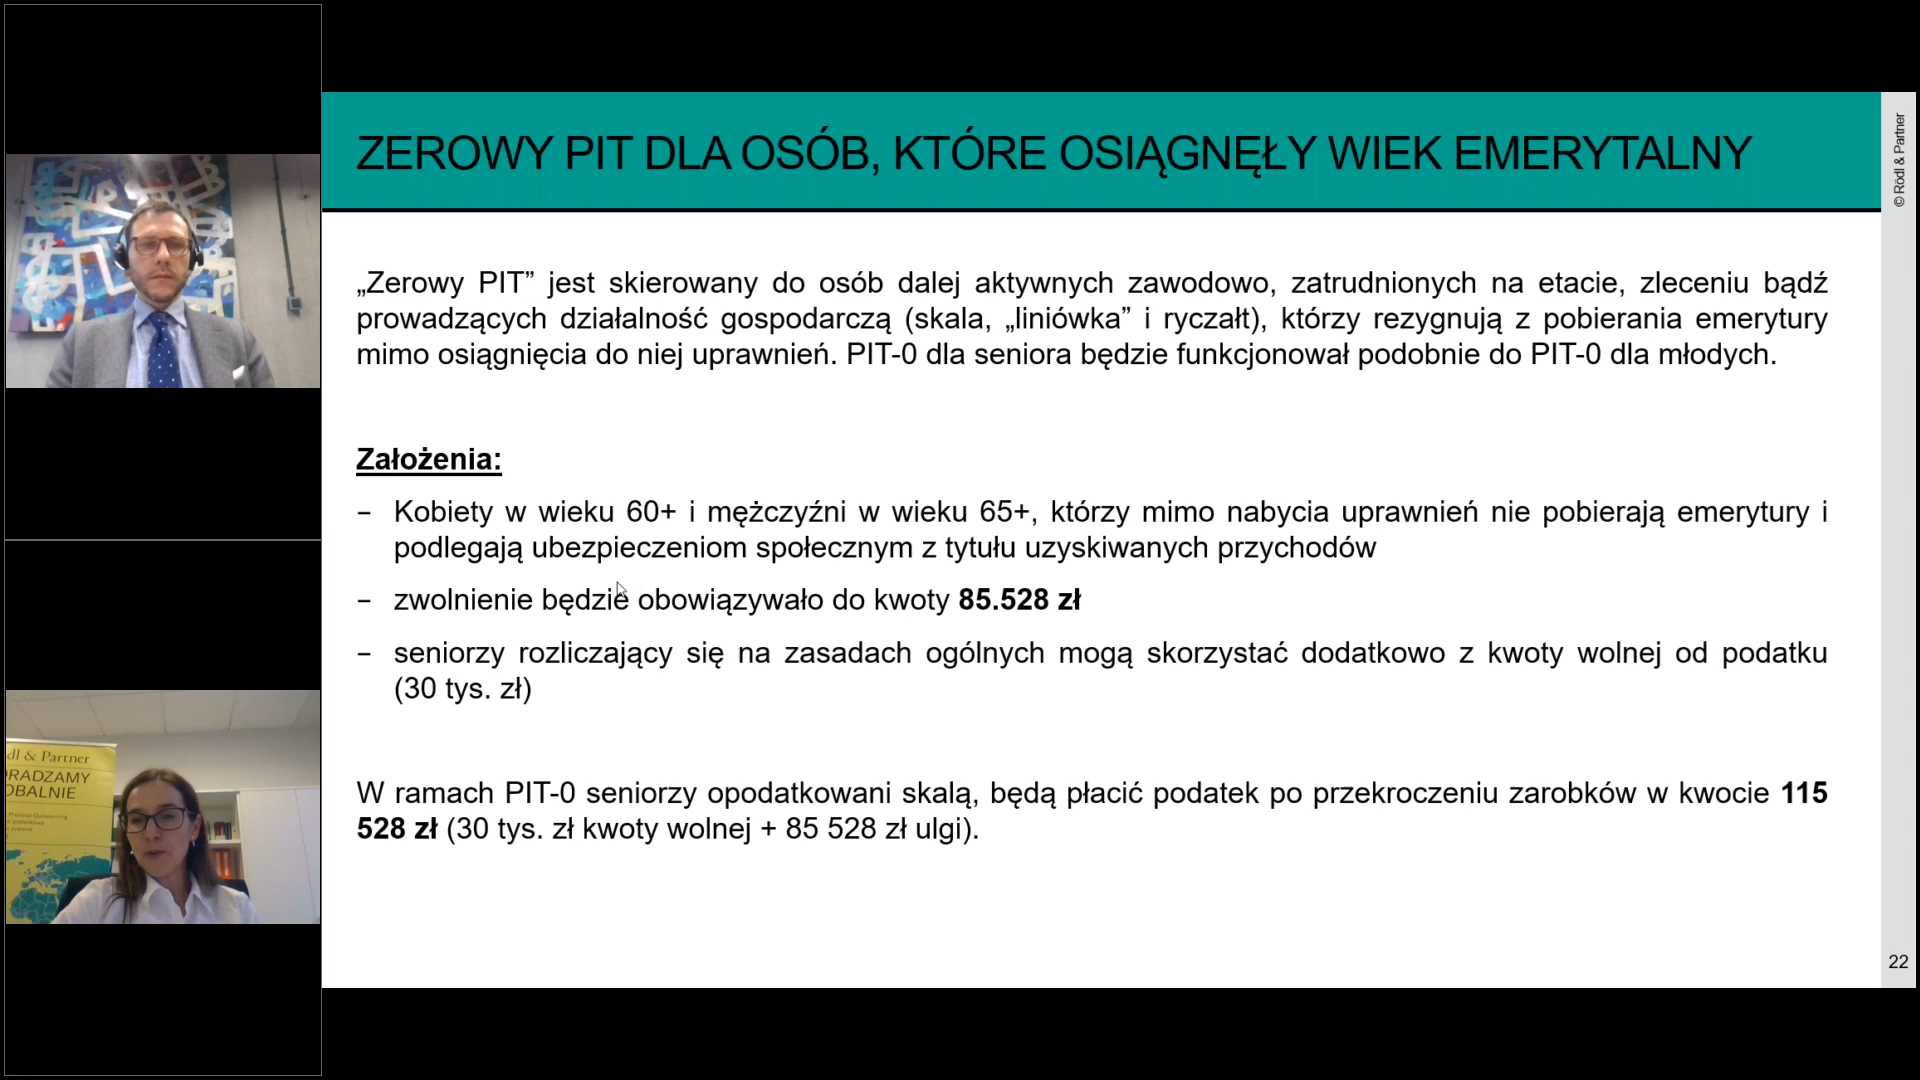 ZEROWY PIT DLA OSÓB, KTÓRE OSIĄGNĘŁY WIEK EMERYTALNY
© Rödl & Partner
„Zerowy PIT” jest skierowany do osób dalej aktywnych zawodowo, zatrudnionych na etacie, zleceniu bądź
prowadzących działalność gospodarczą (skala, „liniówka” i ryczałt), którzy rezygnują z pobierania emerytury
mimo osiągnięcia do niej uprawnień. PIT-0 dla seniora będzie funkcjonował podobnie do PIT-0 dla młodych.
Założenia:
– Kobiety w wieku 60+ i mężczyźni w wieku 65+, którzy mimo nabycia uprawnień nie pobierają emerytury i
podlegają ubezpieczeniom społecznym z tytułu uzyskiwanych przychodów
– zwolnienie będzie obowiązywało do kwoty 85.528 zł
– seniorzy rozliczający się na zasadach ogólnych mogą skorzystać dodatkowo z kwoty wolnej od podatku
(30 tys. zł)
W ramach PIT-0 seniorzy opodatkowani skalą, będą płacić podatek po przekroczeniu zarobków w kwocie 115
528 zł (30 tys. zł kwoty wolnej + 85 528 zł ulgi).
22
dl & Partner
RADZAMY
OBALNIE